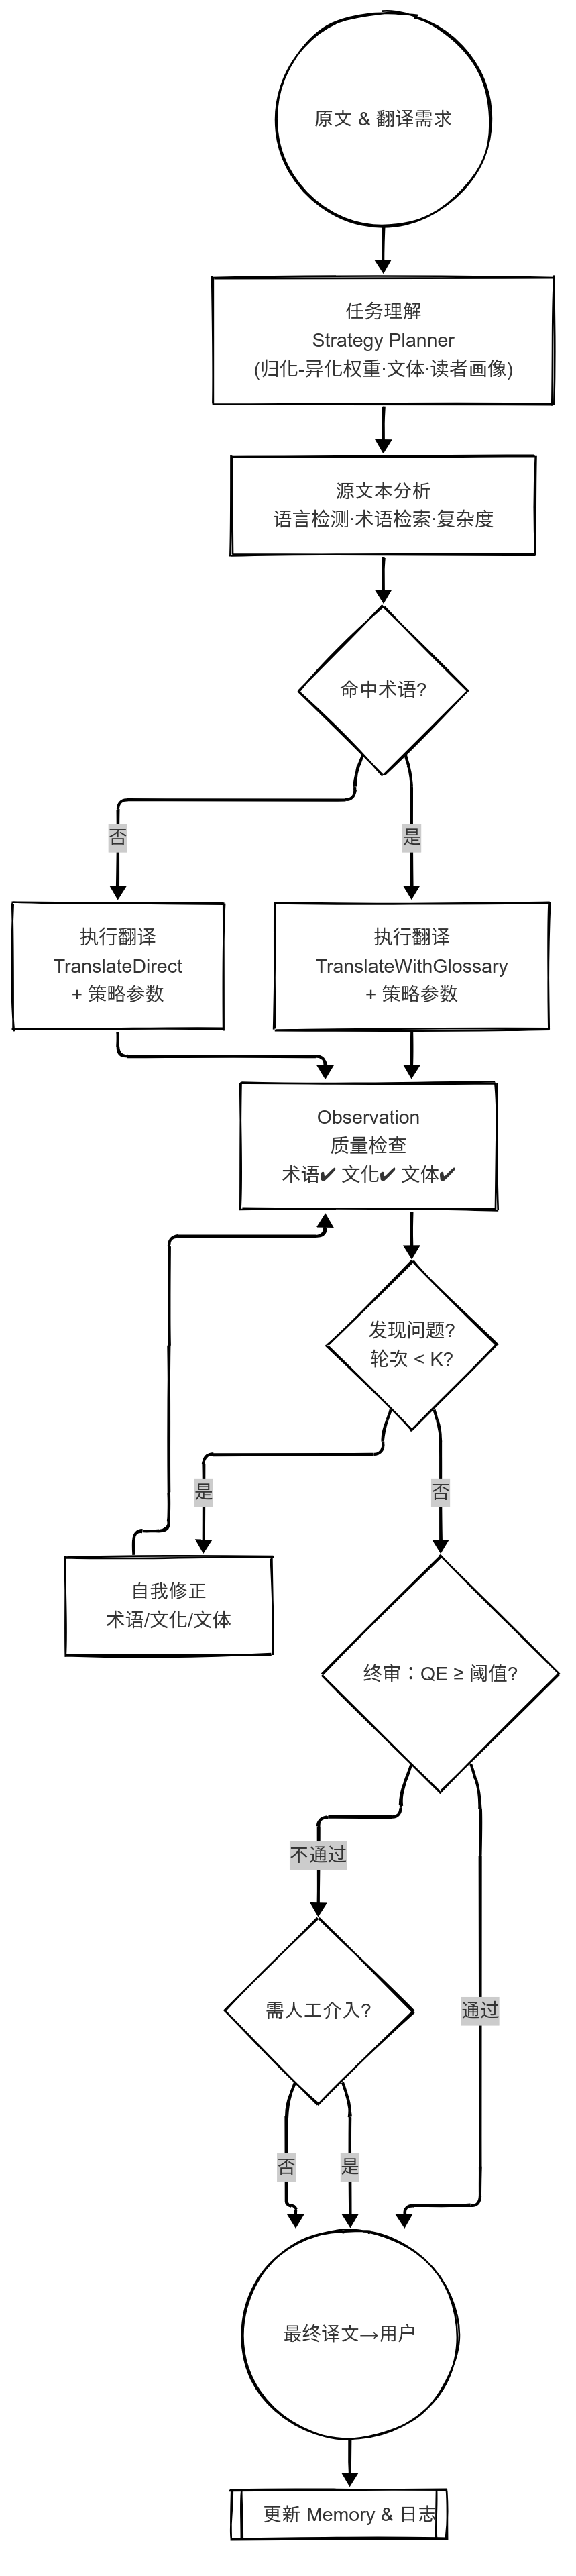 原文 & 翻译需求
任务理解
Strategy Planner
(归化-异化权重·文体·读者画像)
源文本分析
语言检测·术语检索·复杂度
命中术语?
否
是
执行翻译
TranslateDirect
+ 策略参数
执行翻译
TranslateWithGlossary
+ 策略参数
Observation
质量检查
术语✔ 文化✔ 文体✔
发现问题?
轮次 < K?
是
否
自我修正
术语/文化/文体
终审：QE ≥ 阈值?
不通过
需人工介入?
通过
否
是
最终译文→用户
更新 Memory & 日志